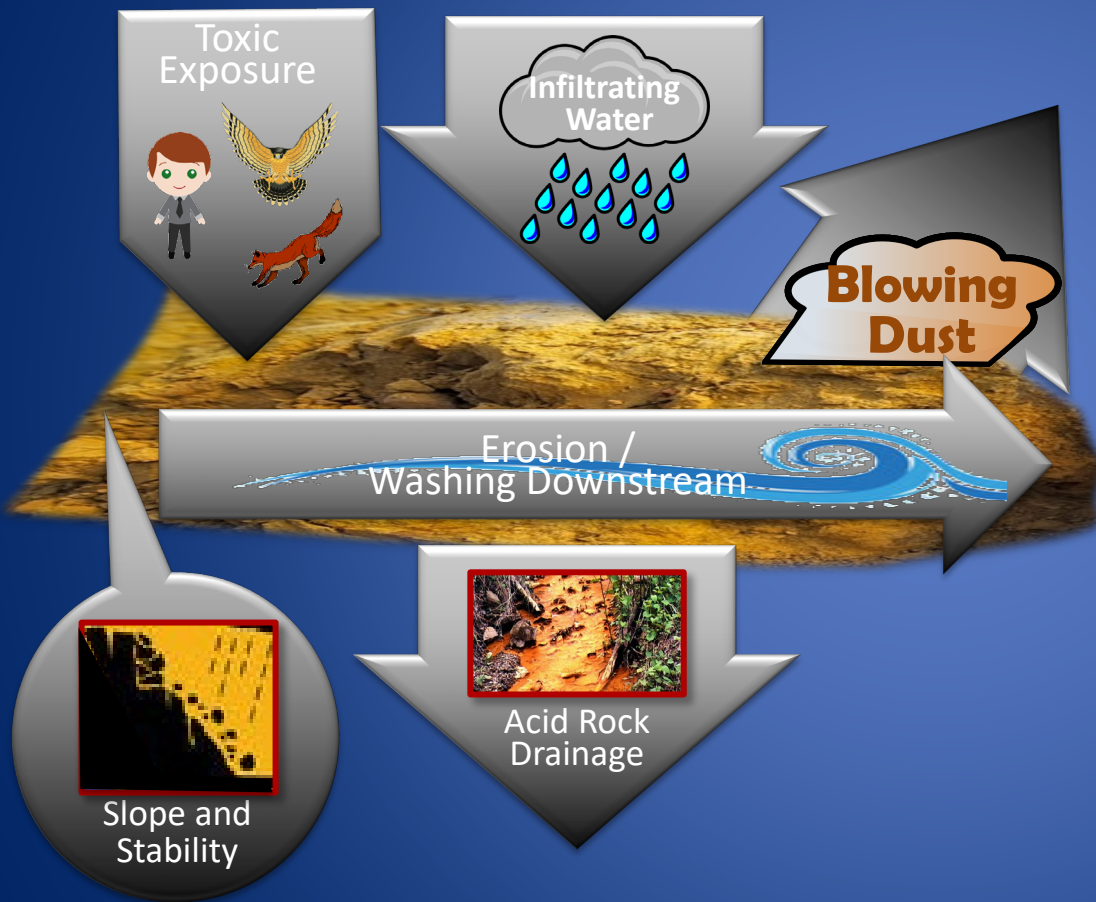 Toxic
Exposure
Infiltrating
Water
Blowing
Dust
Erosion /
Washing Downstream
Acid Rock
Drainage
Slope and
Stability